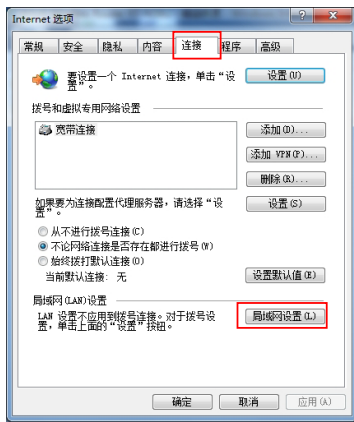 Internet 选项
常规 安全 隐私 内容 连接 程序 高级
要设置一个 Internet 连接，单击“设置”。
设置(U)
拨号和虚拟专用网络设置
宽带连接
添加(D)...
添加 VPN(P)...
删除(R)...
如果要为连接配置代理服务器，请选择“设置”。
设置(S)
从不进行拨号连接(C)
不论网络连接是否存在都进行拨号(W)
始终拨打默认连接(O)
当前默认连接： 无
设置默认值(E)
局域网(LAN)设置
LAN 设置不应用到拨号连接。对于拨号设置，单击上面的“设置”按钮。
局域网设置(L)
确定 取消 应用(A)